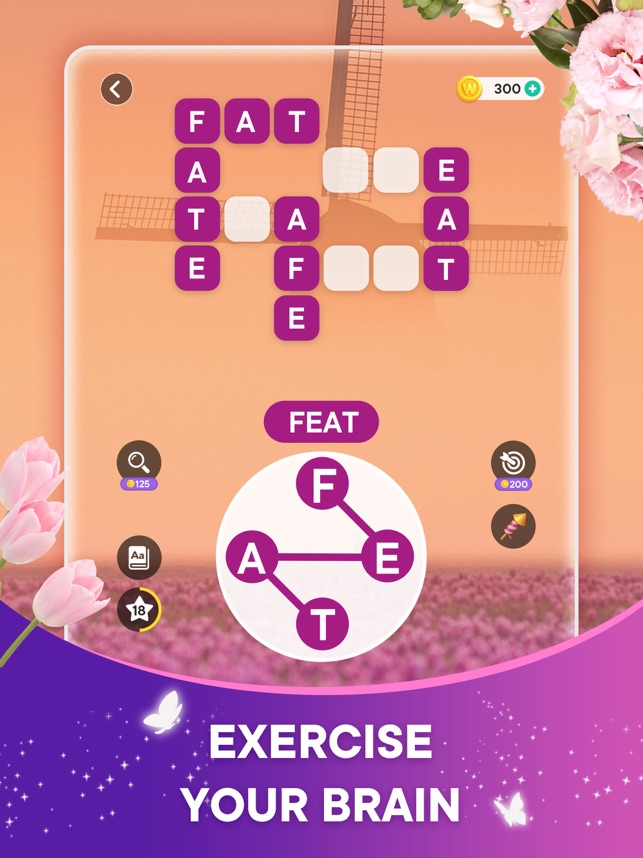 300
W
F A T
A E
T A A
E F T
E
FEAT
125
200
F
A E
T
Aa
18
EXERCISE
YOUR BRAIN